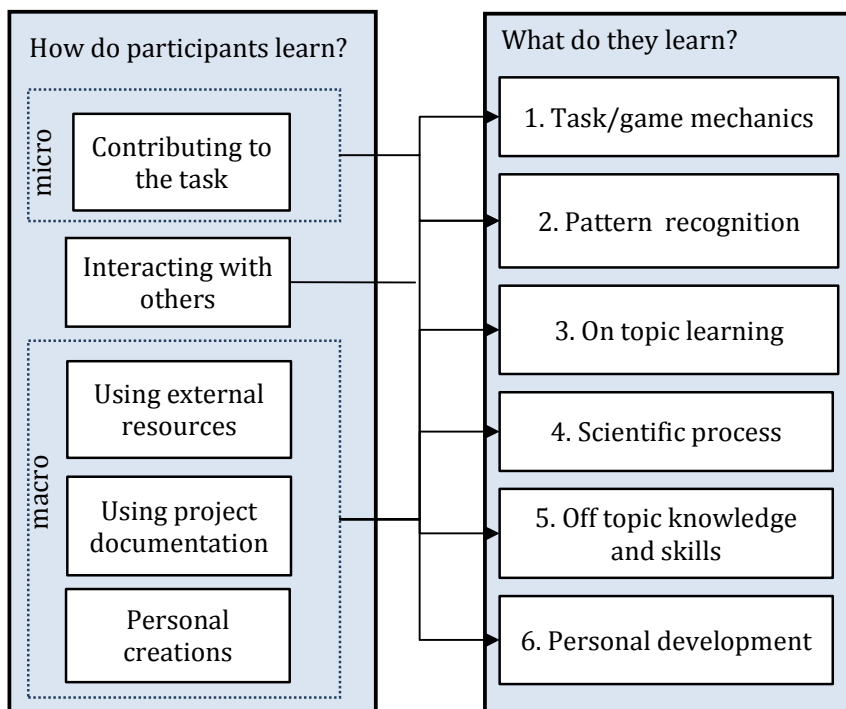 How do participants learn?
micro
Contributing to
the task
Interacting with
others
macro
Using external
resources
Using project
documentation
Personal
creations
What do they learn?
1. Task/game mechanics
2. Pattern recognition
3. On topic learning
4. Scientific process
5. Off topic knowledge
and skills
6. Personal development